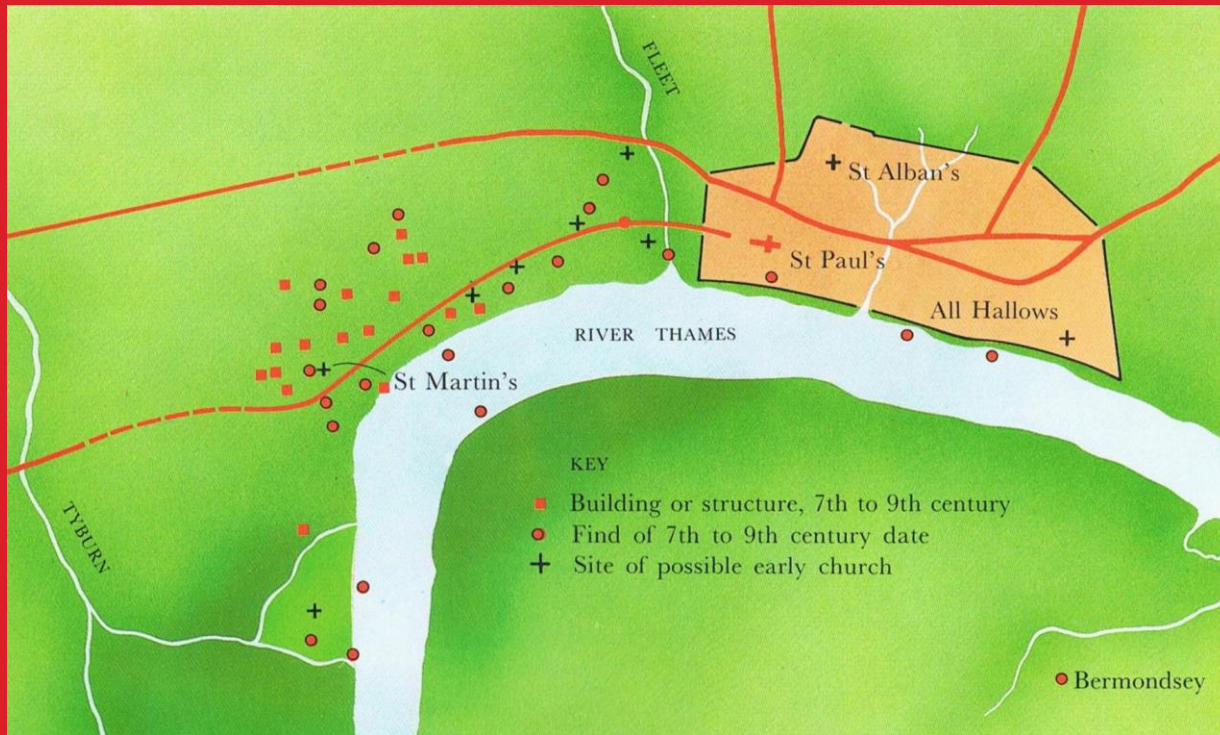 FLEET
St Alban's
St Paul's
All Hallows
RIVER THAMES
St Martin's
TYBURN
KEY
Building or structure, 7th to 9th century
Find of 7th to 9th century date
Site of possible early church
Bermondsey